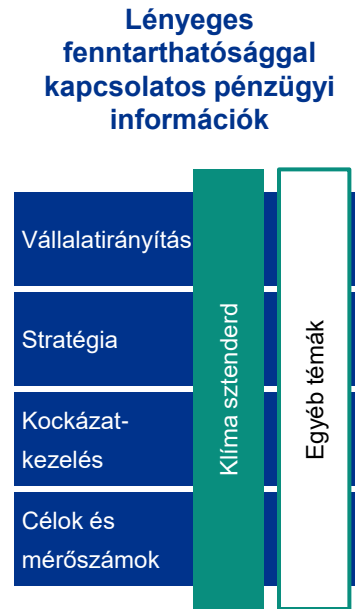 Lényeges
fenntarthatósággal
kapcsolatos pénzügyi
információk
Vállalatirányítás
Stratégia
Kockázat-
kezelés
Célok és
mérőszámok
Klíma sztenderd
Egyéb témák